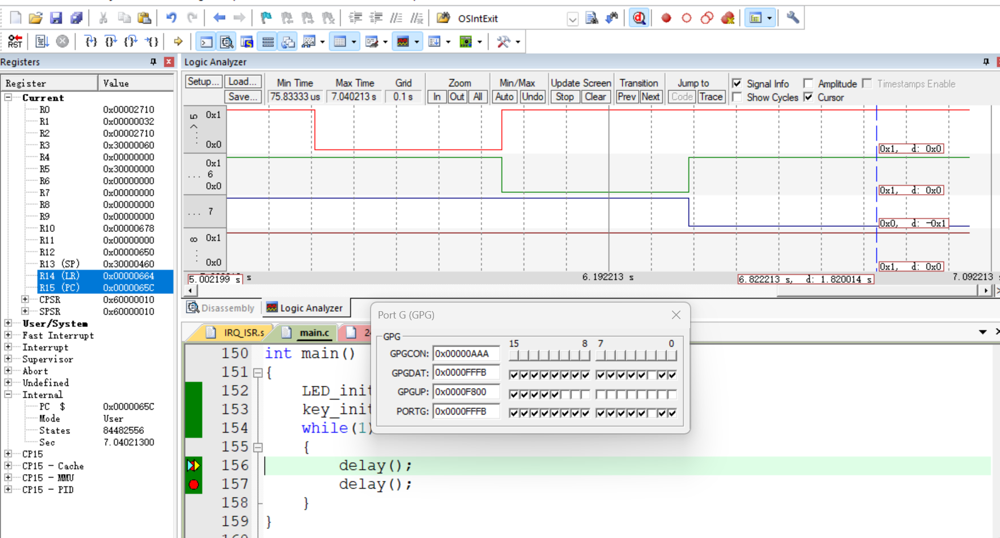 OSIntExit
RST
Registers
Register Value
Current
R0 0x00002710
R1 0x00000032
R2 0x00002710
R3 0x30000060
R4 0x00000000
R5 0x30000000
R6 0x00000000
R7 0x00000000
R8 0x00000000
R9 0x00000000
R10 0x00000678
R11 0x00000000
R12 0x00000650
R13 (SP) 0x30000460
R14 (LR) 0x00000664
R15 (PC) 0x0000065C
CPSR 0x60000010
SPSR 0x60000010
User/System
Fast Interrupt
Interrupt
Supervisor
Abort
Undefined
Internal
PC $ 0x0000065C
Mode User
States 84482556
Sec 7.04021300
CP15
CP15 - Cache
CP15 - MMU
CP15 - PID
Logic Analyzer
Setup... Load... Min Time Max Time Grid Zoom Min/Max Update Screen Transition Jump to Signal Info Amplitude Timestamps Enable
Save... 75.83333 us 7.040213 s 0.1 s In Out All Auto Undo Stop Clear Prev Next Code Trace Show Cycles Cursor
5 0x1
0x0
0x1, d: 0x0
0x1
... 6
0x0
0x1, d: 0x0
... 7
0x0, d: -0x1
8 0x1
0x0
0x1, d: 0x0
5.002199 s s 6.192213 s 6.822213 s, d: 1.820014 s 7.092213
Disassembly Logic Analyzer
IRQ_ISR.s main.c 2
150 int main()
151 {
152 LED_init
153 key_init
154 while(1)
155 {
156 delay();
157 delay();
158 }
159 }
Port G (GPG)
GPG
15 8 7 0
GPGCON: 0x00000AAA
GPGDAT: 0x0000FFFB
GPGUP: 0x0000F800
PORTG: 0x0000FFFB